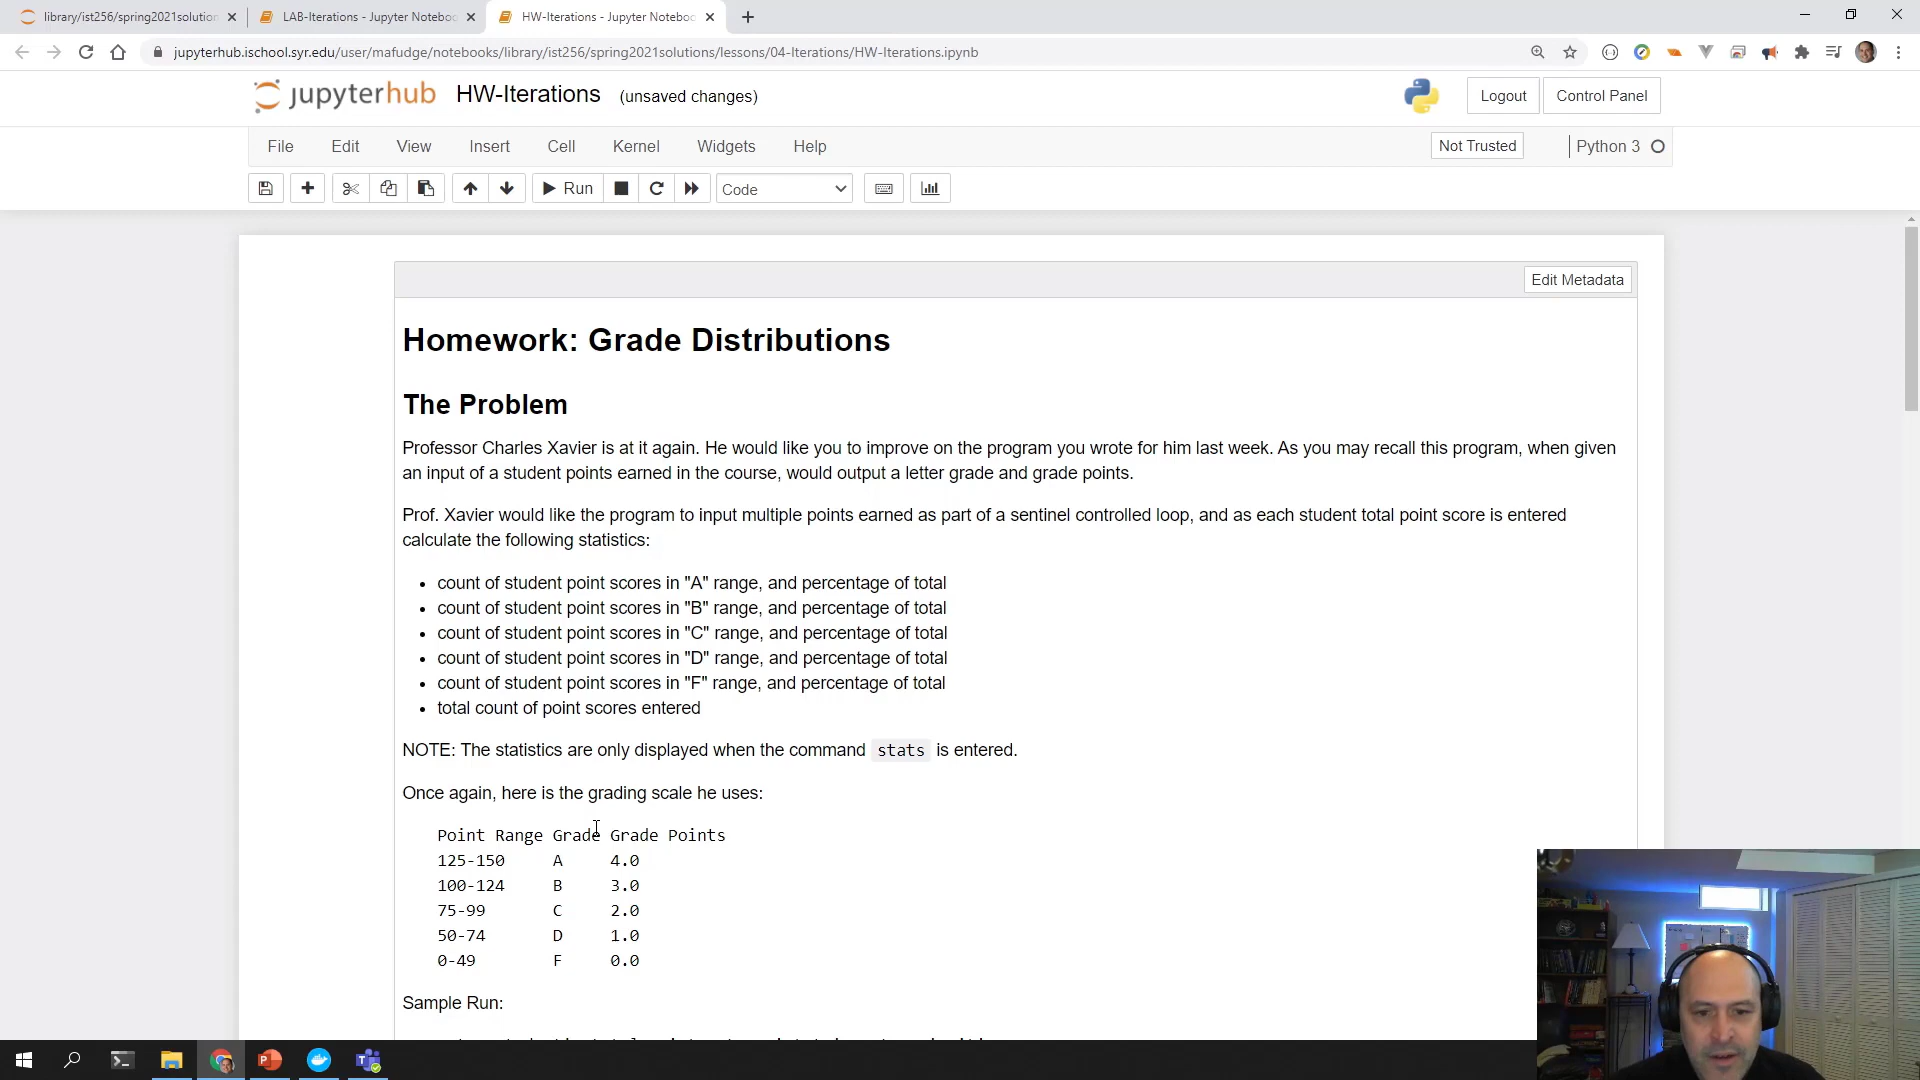 library/ist256/spring2021solution
LAB-Iterations - Jupyter Notebo
HW-Iterations - Jupyter Notebo
jupyterhub.ischool.syr.edu/user/mafudge/notebooks/library/ist256/spring2021solutions/lessons/04-Iterations/HW-Iterations.ipynb
jupyterhub HW-Iterations (unsaved changes)
Logout Control Panel
File Edit View Insert Cell Kernel Widgets Help
Not Trusted Python 3
Run Code
Edit Metadata
Homework: Grade Distributions
The Problem
Professor Charles Xavier is at it again. He would like you to improve on the program you wrote for him last week. As you may recall this program, when given
an input of a student points earned in the course, would output a letter grade and grade points.
Prof. Xavier would like the program to input multiple points earned as part of a sentinel controlled loop, and as each student total point score is entered
calculate the following statistics:
• count of student point scores in "A" range, and percentage of total
• count of student point scores in "B" range, and percentage of total
• count of student point scores in "C" range, and percentage of total
• count of student point scores in "D" range, and percentage of total
• count of student point scores in "F" range, and percentage of total
• total count of point scores entered
NOTE: The statistics are only displayed when the command stats is entered.
Once again, here is the grading scale he uses:
Point Range Grade Grade Points
125-150 A 4.0
100-124 B 3.0
75-99 C 2.0
50-74 D 1.0
0-49 F 0.0
Sample Run: